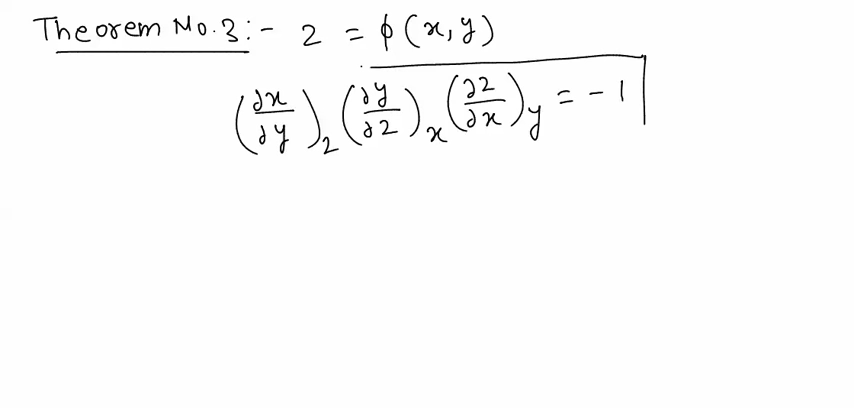 Theorem No.3:- z = φ(x,y)
(∂x/∂y)_z (∂y/∂z)_x (∂z/∂x)_y = -1